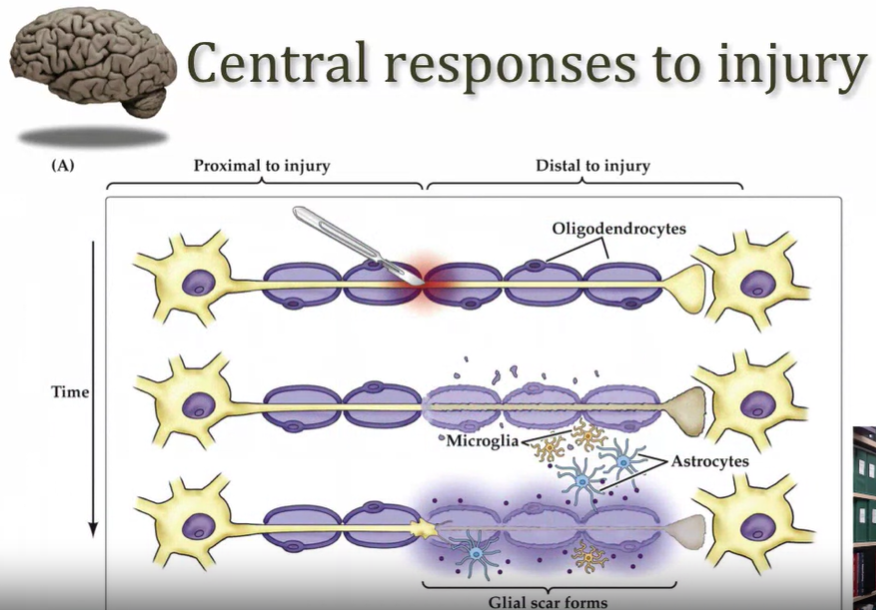 Central responses to injury
(A)
Proximal to injury
Distal to injury
Oligodendrocytes
Time
Microglia
Astrocytes
Glial scar forms